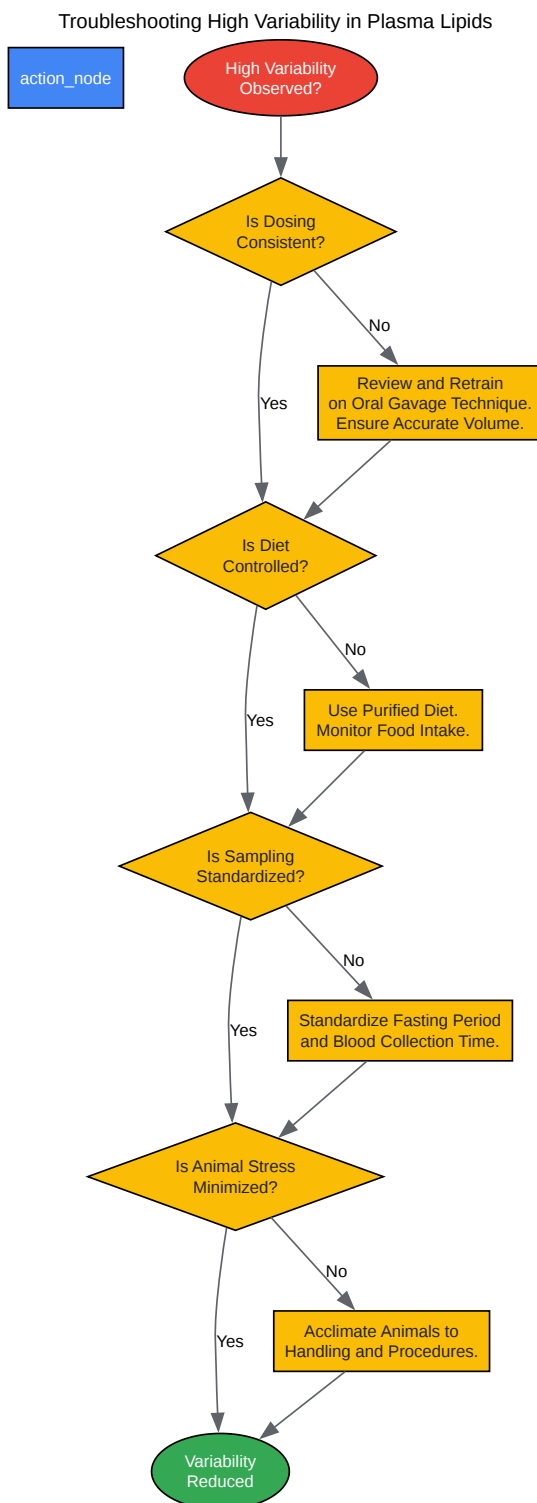 Troubleshooting High Variability in Plasma Lipids
action_node
High Variability
Observed?
Is Dosing
Consistent?
No
Yes
Review and Retrain
on Oral Gavage Technique.
Ensure Accurate Volume.
Is Diet
Controlled?
No
Yes
Use Purified Diet.
Monitor Food Intake.
Is Sampling
Standardized?
No
Yes
Standardize Fasting Period
and Blood Collection Time.
Is Animal Stress
Minimized?
No
Yes
Acclimate Animals to
Handling and Procedures.
Variability
Reduced